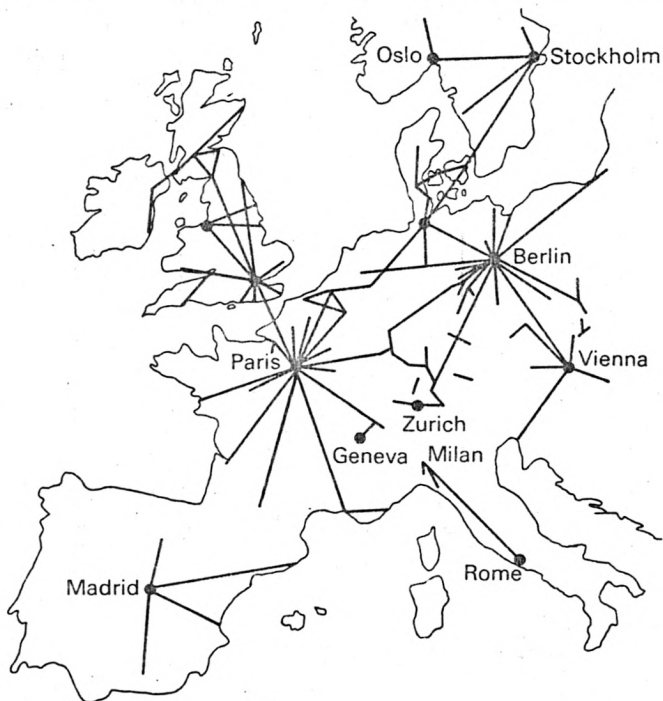 Oslo
Stockholm
Berlin
Paris
Vienna
Zurich
Geneva
Milan
Rome
Madrid